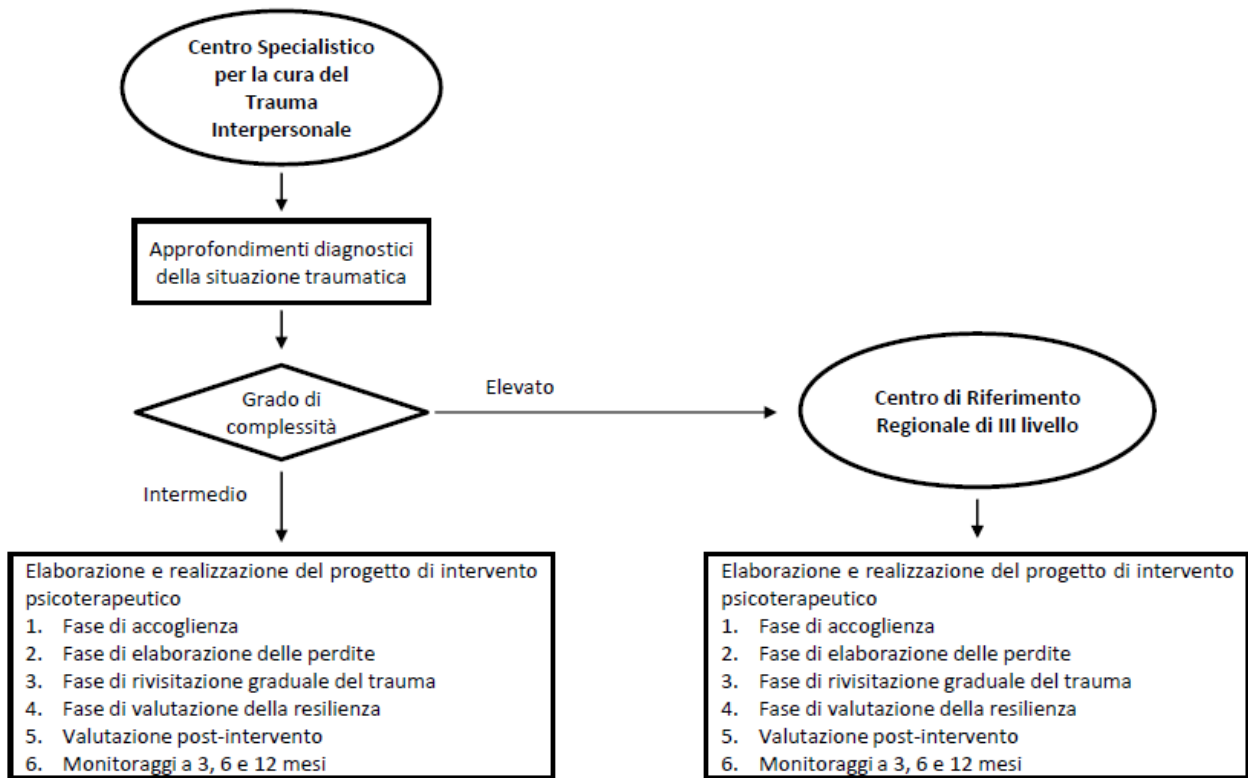 Centro Specialistico
per la cura del
Trauma
Interpersonale
Approfondimenti diagnostici
della situazione traumatica
Grado di
complessità
Elevato
Centro di Riferimento
Regionale di III livello
Intermedio
Elaborazione e realizzazione del progetto di intervento
psicoterapeutico
1. Fase di accoglienza
2. Fase di elaborazione delle perdite
3. Fase di rivisitazione graduale del trauma
4. Fase di valutazione della resilienza
5. Valutazione post-intervento
6. Monitoraggi a 3, 6 e 12 mesi
Elaborazione e realizzazione del progetto di intervento
psicoterapeutico
1. Fase di accoglienza
2. Fase di elaborazione delle perdite
3. Fase di rivisitazione graduale del trauma
4. Fase di valutazione della resilienza
5. Valutazione post-intervento
6. Monitoraggi a 3, 6 e 12 mesi